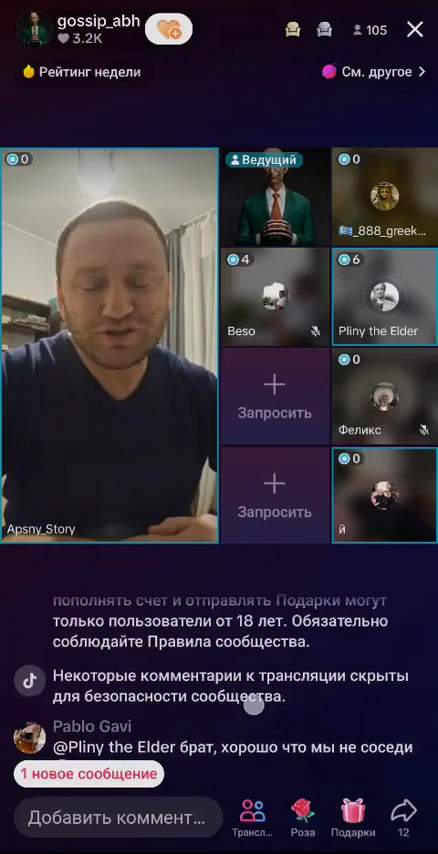 gossip_abh
3.2K
105
Рейтинг недели
См. другое
0
Ведущий
0
_888_greek...
4
Beso
6
Pliny the Elder
Запросить
0
Феликс
Запросить
0
й
Apsny_Story
пополнять счет и отправлять Подарки могут
только пользователи от 18 лет. Обязательно
соблюдайте Правила сообщества.
Некоторые комментарии к трансляции скрыты
для безопасности сообщества.
Pablo Gavi
@Pliny the Elder брат, хорошо что мы не соседи
1 новое сообщение
Добавить коммент...
Трансл...
Роза
Подарки
12